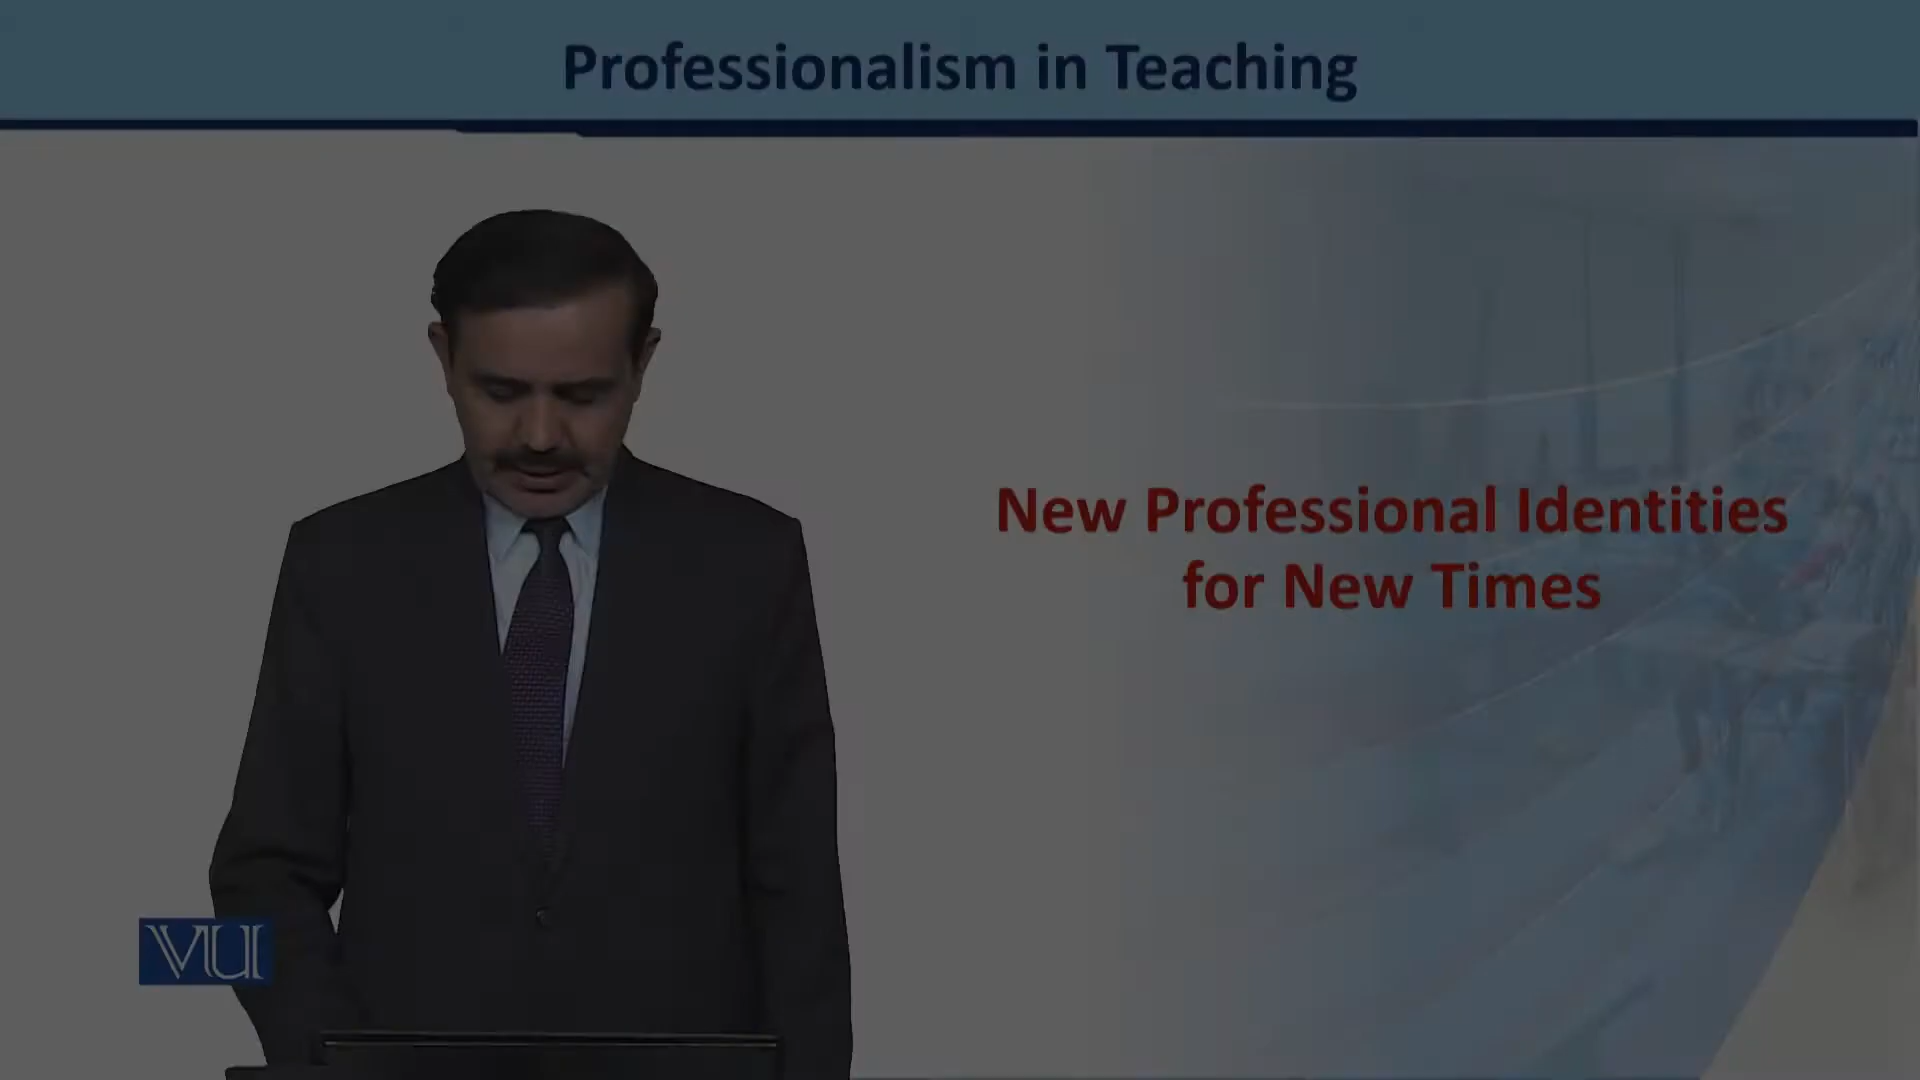 Professionalism in Teaching
New Professional Identities
for New Times
VU